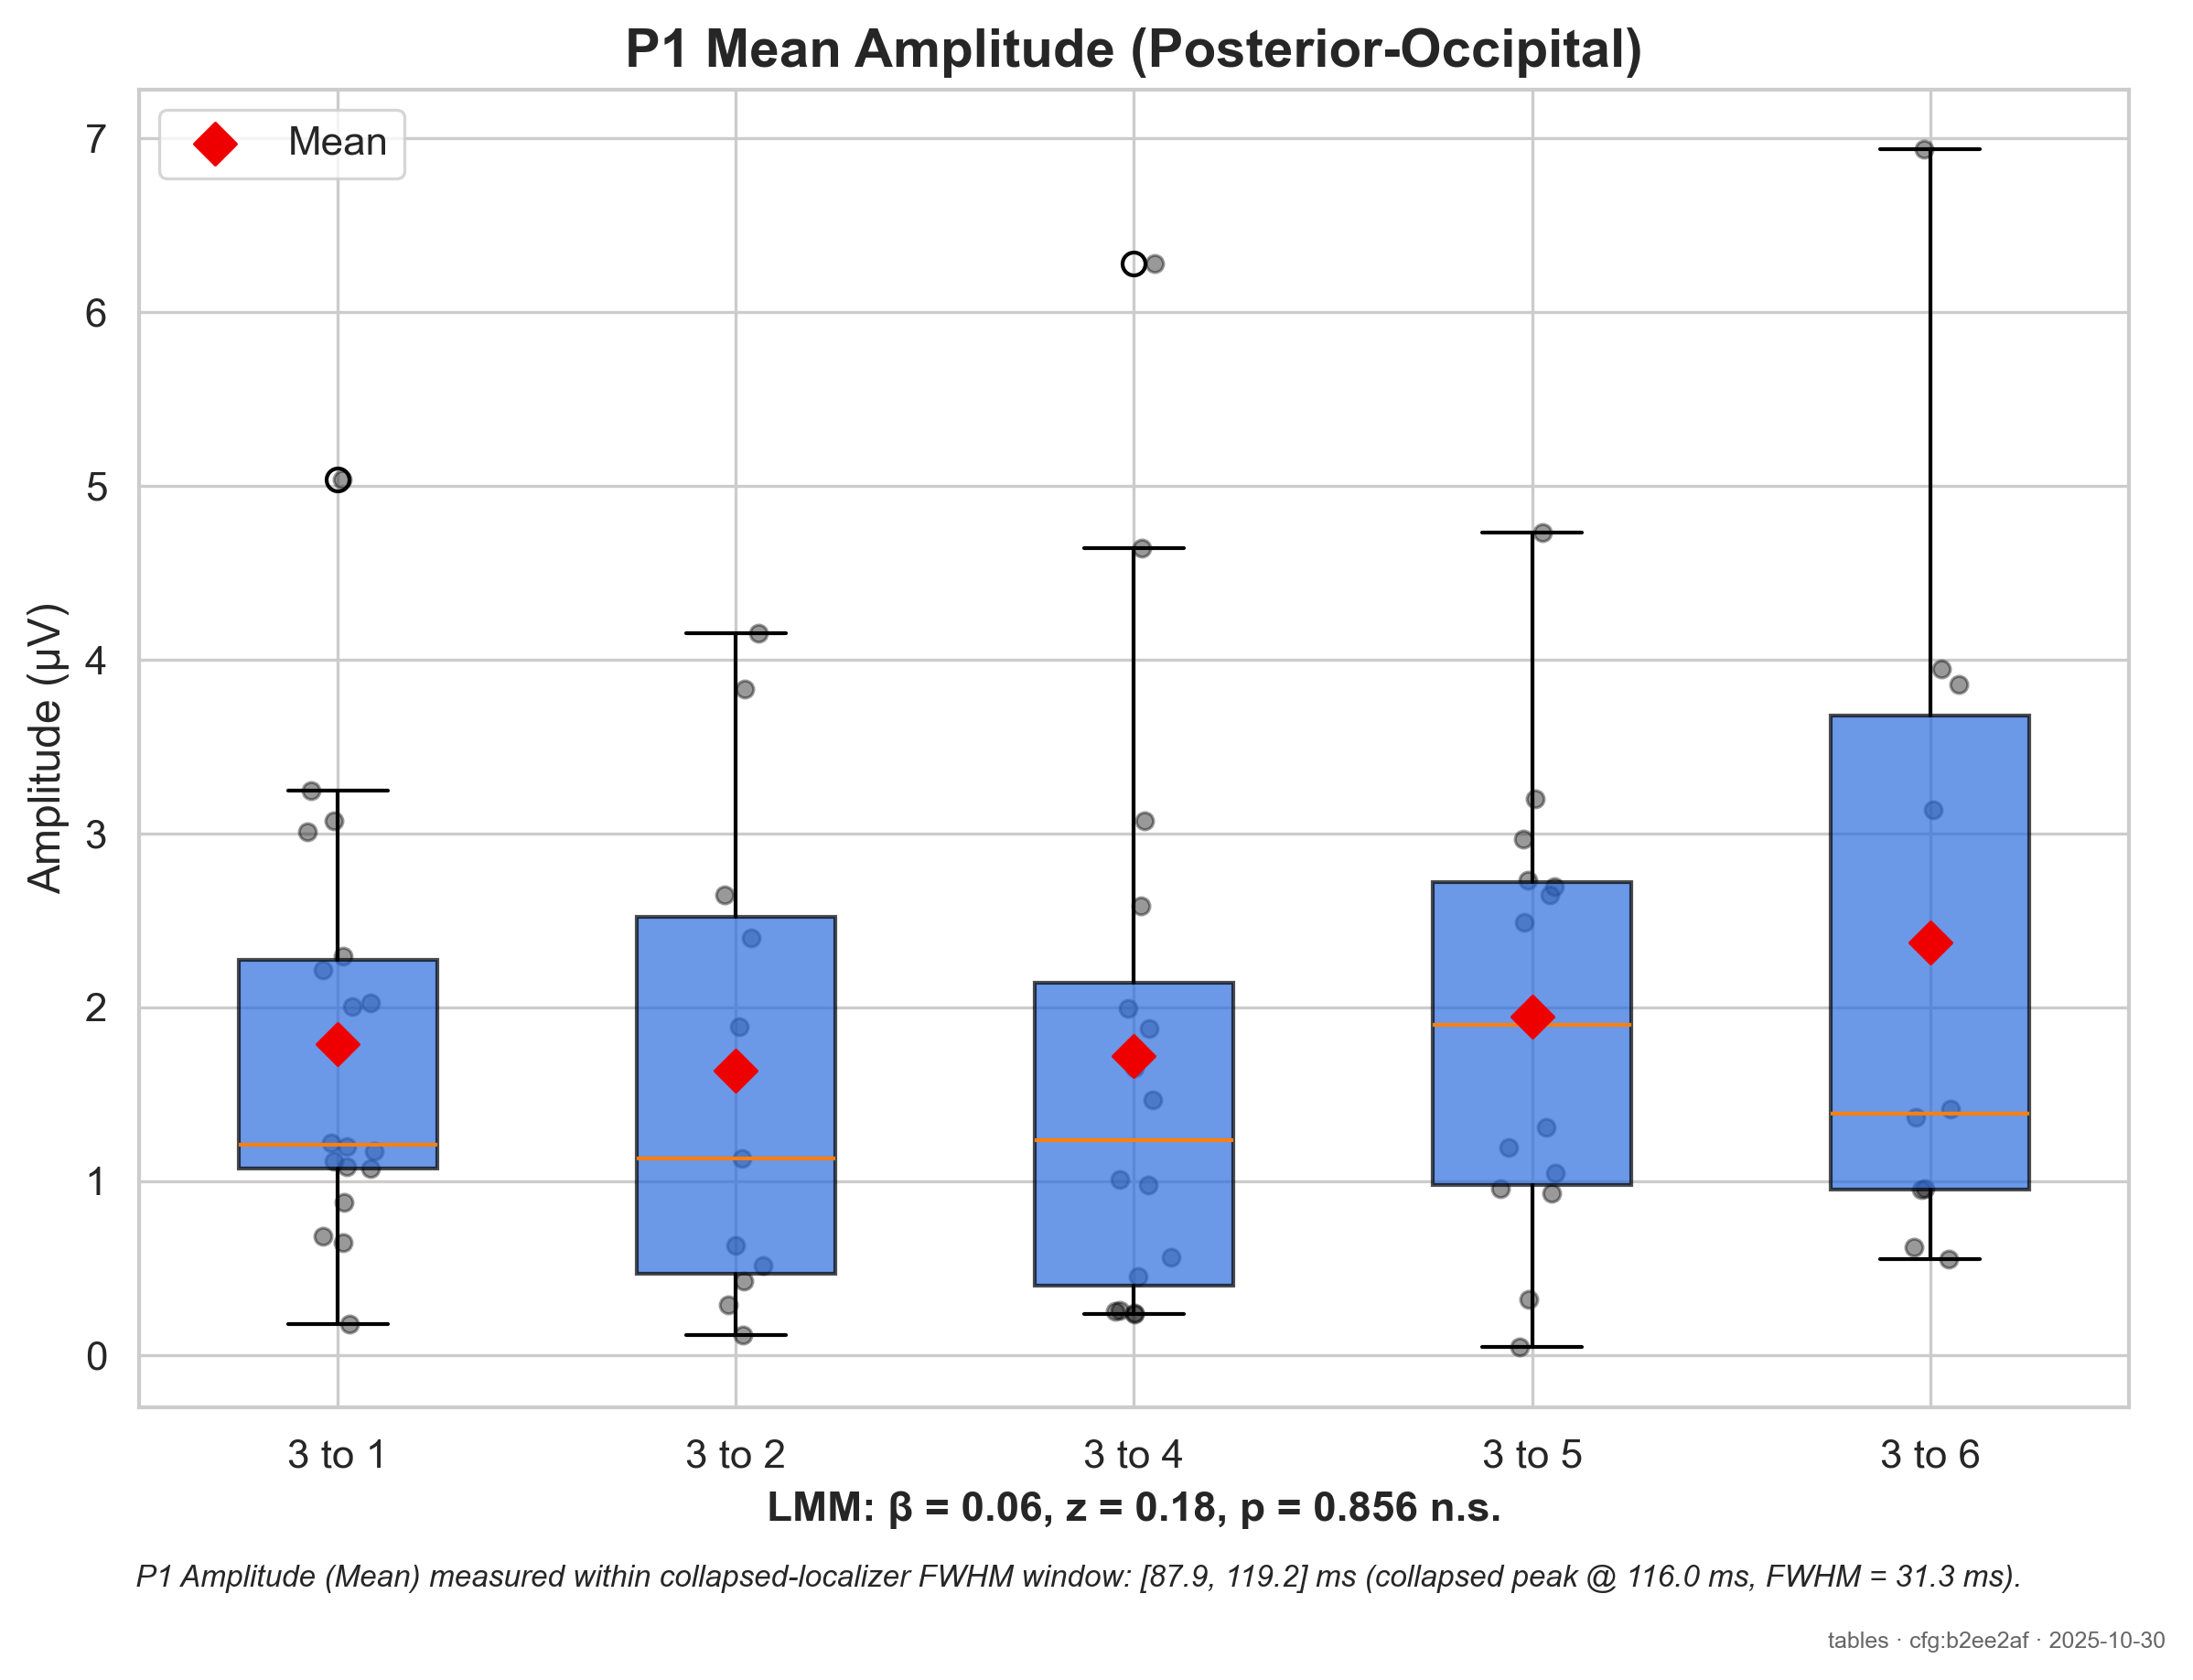 P1 Mean Amplitude (Posterior-Occipital)
Mean
7
6
5
4
3
2
1
0
Amplitude (µV)
3 to 1
3 to 2
3 to 4
3 to 5
3 to 6
LMM: β = 0.06, z = 0.18, p = 0.856 n.s.
P1 Amplitude (Mean) measured within collapsed-localizer FWHM window: [87.9, 119.2] ms (collapsed peak @ 116.0 ms, FWHM = 31.3 ms).
tables · cfg:b2ee2af · 2025-10-30